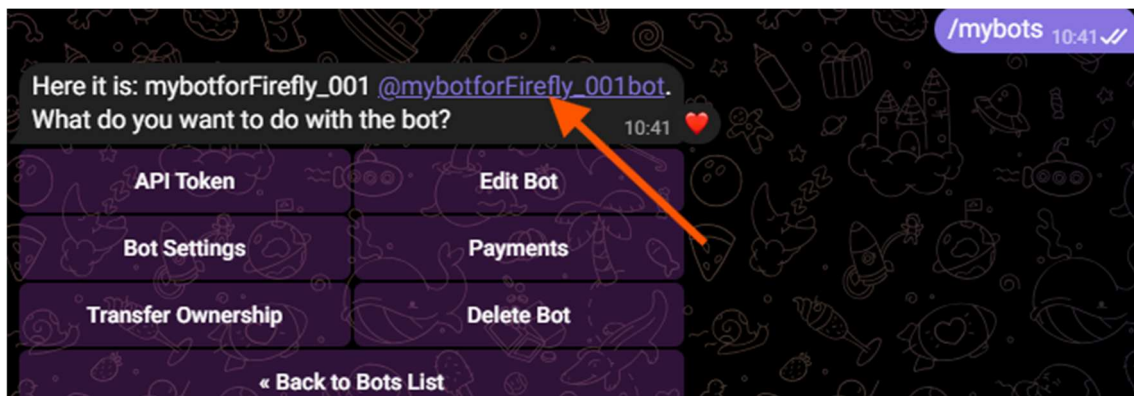 /mybots 10:41
Here it is: mybotforFirefly_001 @mybotforFirefly_001bot.
What do you want to do with the bot?
10:41
API Token
Edit Bot
Bot Settings
Payments
Transfer Ownership
Delete Bot
« Back to Bots List